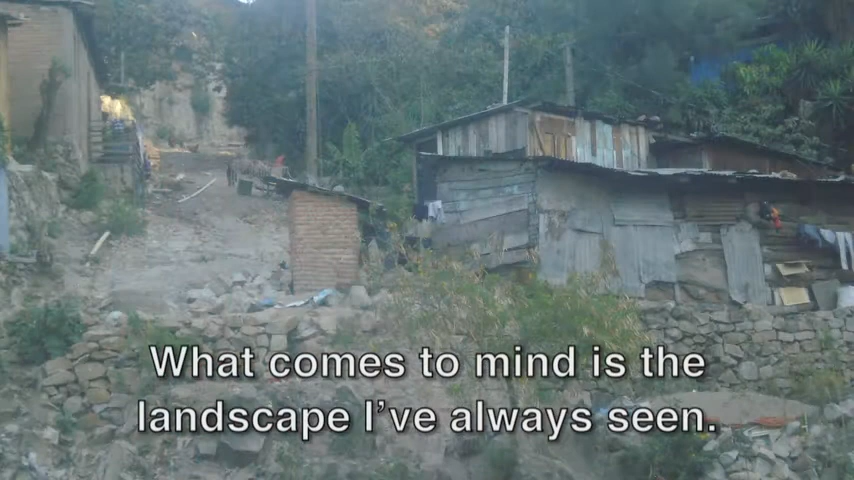 What comes to mind is the
landscape I've always seen.